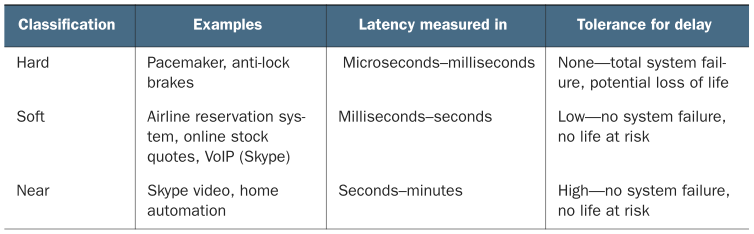 Classification Examples Latency measured in Tolerance for delay
Hard Pacemaker, anti-lock Microseconds–milliseconds None—total system fail-
brakes ure, potential loss of life
Soft Airline reservation sys- Milliseconds–seconds Low—no system failure,
tem, online stock no life at risk
quotes, VoIP (Skype)
Near Skype video, home Seconds–minutes High—no system failure,
automation no life at risk